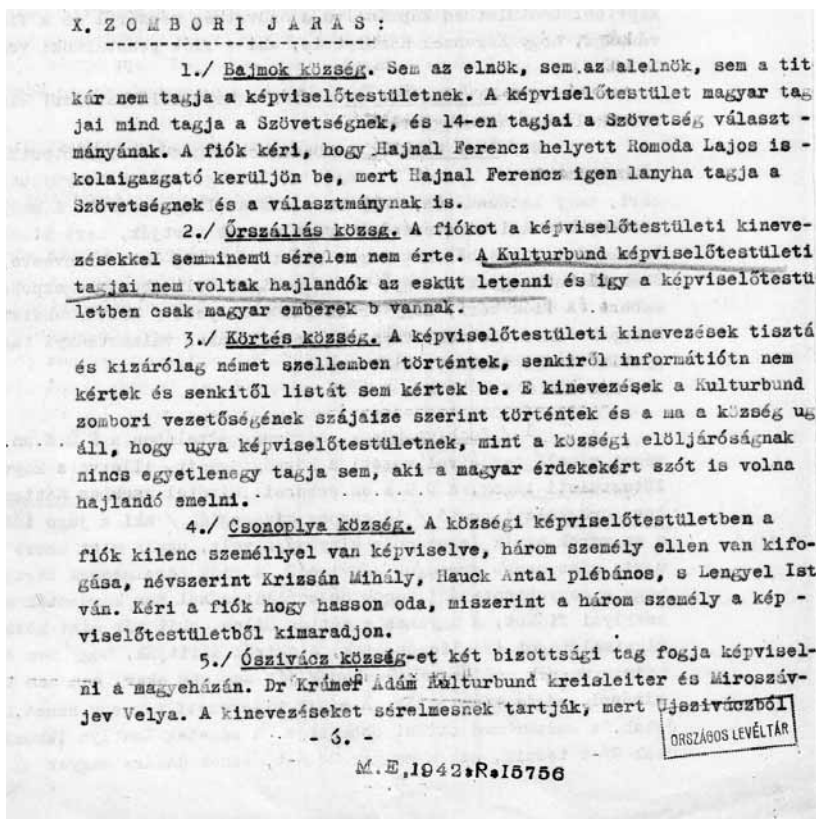 X. ZOMBORI JÁRÁS.
1./ Bajmok község. Sem az elnök, sem az alelnök, sem a tit
kár nem tagja a képviselőtestületnek. A képviselőtestület magyar tag
jai mind tagja a Szövetségnek, és 14-en tagjai a Szövetség választ -
mányának. A fiók kéri, hogy Hajnal Ferencz helyett Romoda Lajos is -
kolaigazgató kerüljön be, mert Hajnal Ferencz igen lanyha tagja a
Szövetségnek és a választmánynak is.
2./ Őrszállás közsg. A fiókot a képviselőtestületi kineve-
zésekkel semminemü sérelem nem érte. A Kulturbund képviselőtestületi
tagjai nem voltak hajlandók az esküt letenni és igy a képviselőtestü
letben csak magyar emberek b vannak.
3./ Körtés község. A képviselőtestületi kinevezések tisztá
és kizárólag német szellemben történtek, senkiről informátiótn nem
kértek és senkitől listát sem kértek be. E kinevezések a Kulturbund
zombori vezetőségének szájaize szerint történtek és a ma a község ug
áll, hogy ugya képviselőtestületnek, mint a községi elöljáróságnak
nincs egyetlenegy tagja sem, aki a magyar érdekekért szót is volna
hajlandó emelni.
4./ Csonoplya község. A községi képviselőtestületben a
fiók kilenc személlyel van képviselve, három személy ellen van kifo-
gása, névszerint Krizsán Mihály, Hauck Antal plébános, s Lengyel Ist
ván. Kéri a fiók hogy hasson oda, miszerint a három személy a kép -
viselőtestületből kimaradjon.
5./ Ószivácz község-et két bizottsági tag fogja képvisel-
ni a magyeházán. Dr Krámer Ádám Kulturbund kreisleiter és Miroszáv-
jev Velya. A kinevezéseket sérelmesnek tartják, mert Ujsziváczból
ORSZÁGOS LEVÉLTÁR
M.E,1942*R*15756